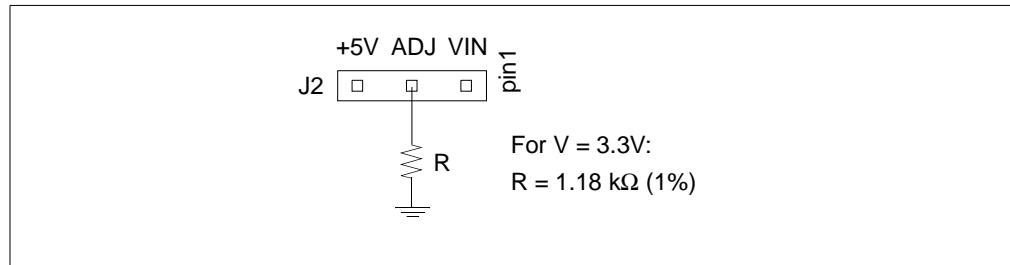 +5V ADJ VIN
pin1
J2
R
For V = 3.3V:
R = 1.18 kΩ (1%)